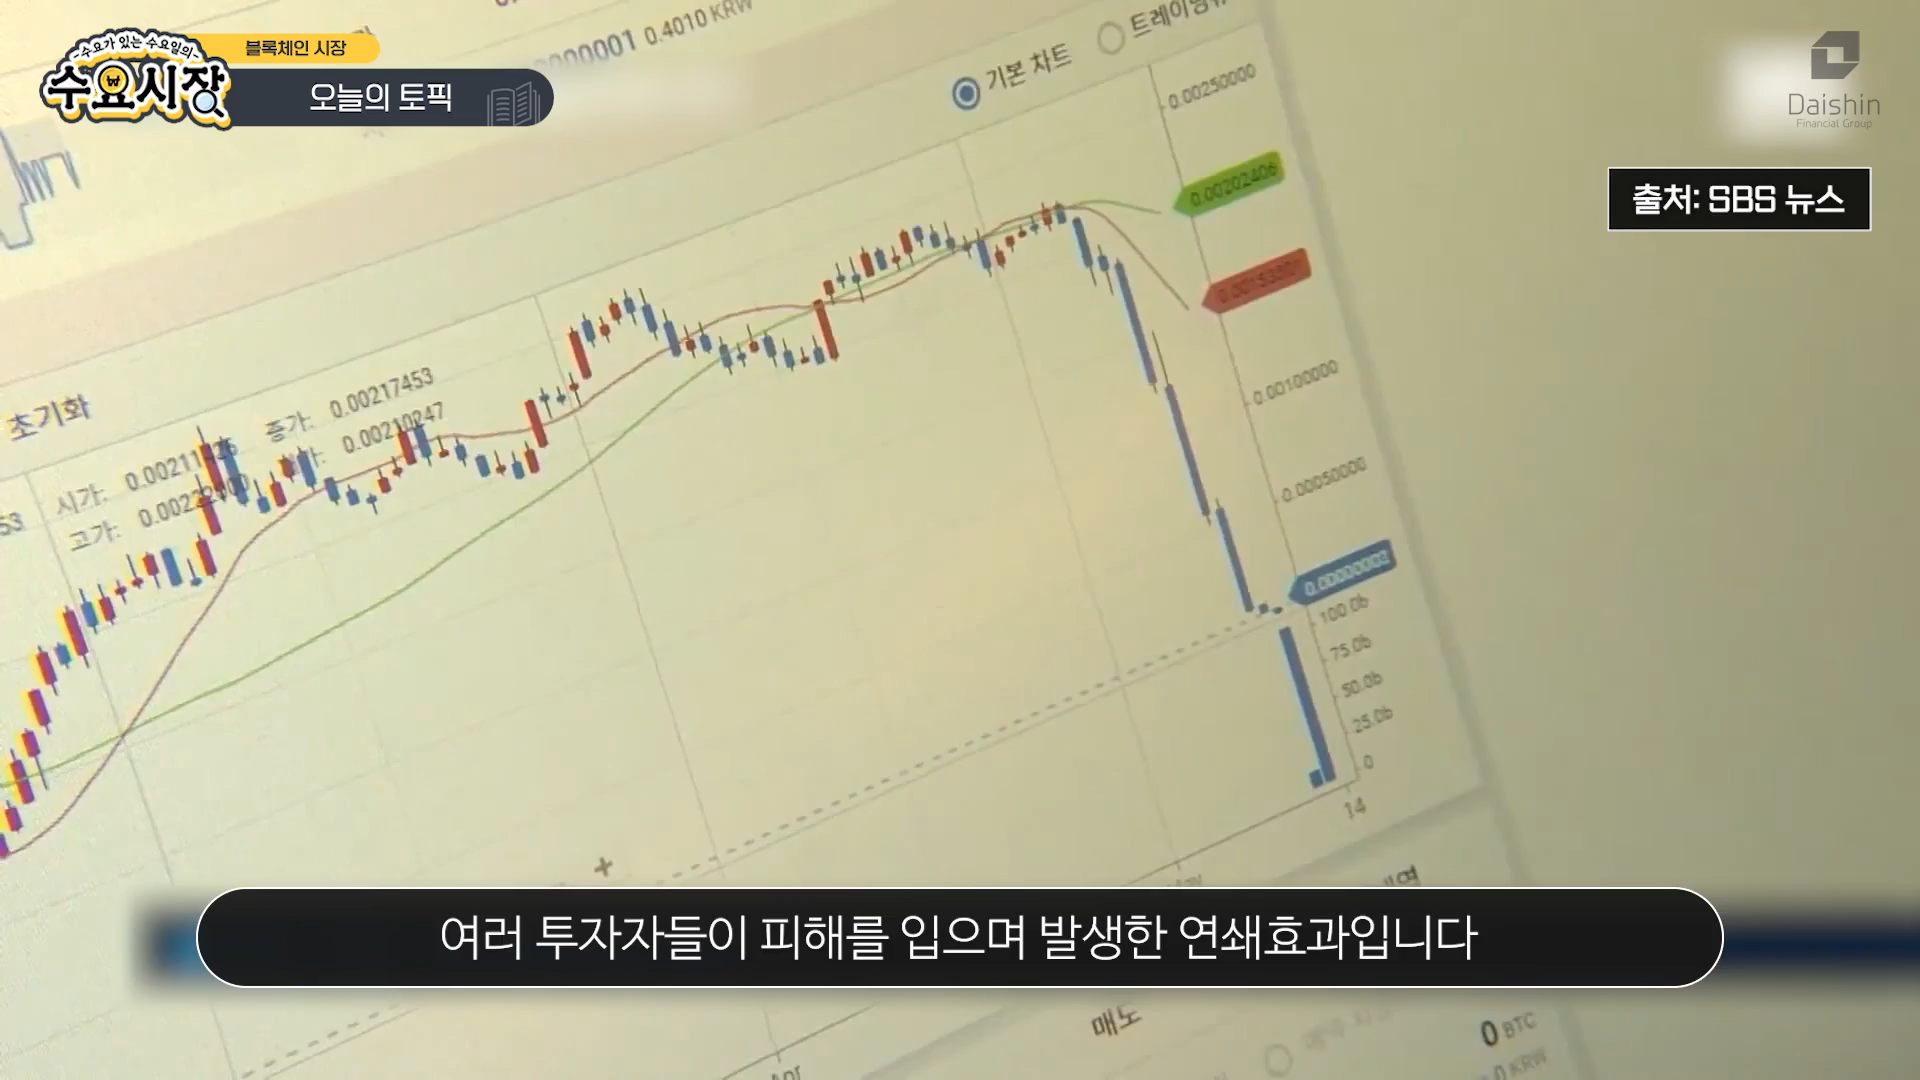 -수요가 있는 수요일의-
수요시장
블록체인 시장
오늘의 토픽
0.4010 KRW
기본 차트
0.00250000
Daishin
Financial Group
출처: SBS 뉴스
0.00202406
0.00100000
0.00050000
초기화
종가: 0.00217453
0.00210247
시가:
고가:
53
100.0b
75.0b
50.0b
25.0b
0
14
여러 투자자들이 피해를 입으며 발생한 연쇄효과입니다
매도
0 BTC
0 KRW